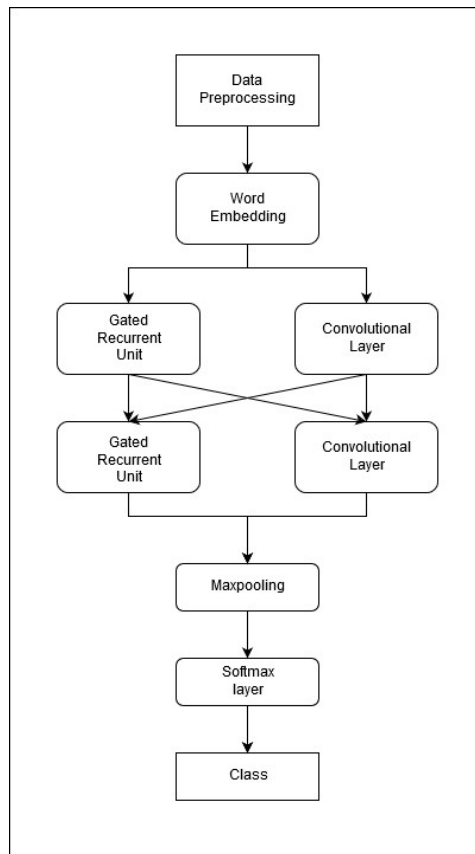 Data
Preprocessing
Word
Embedding
Gated
Recurrent
Unit
Convolutional
Layer
Gated
Recurrent
Unit
Convolutional
Layer
Maxpooling
Softmax
layer
Class